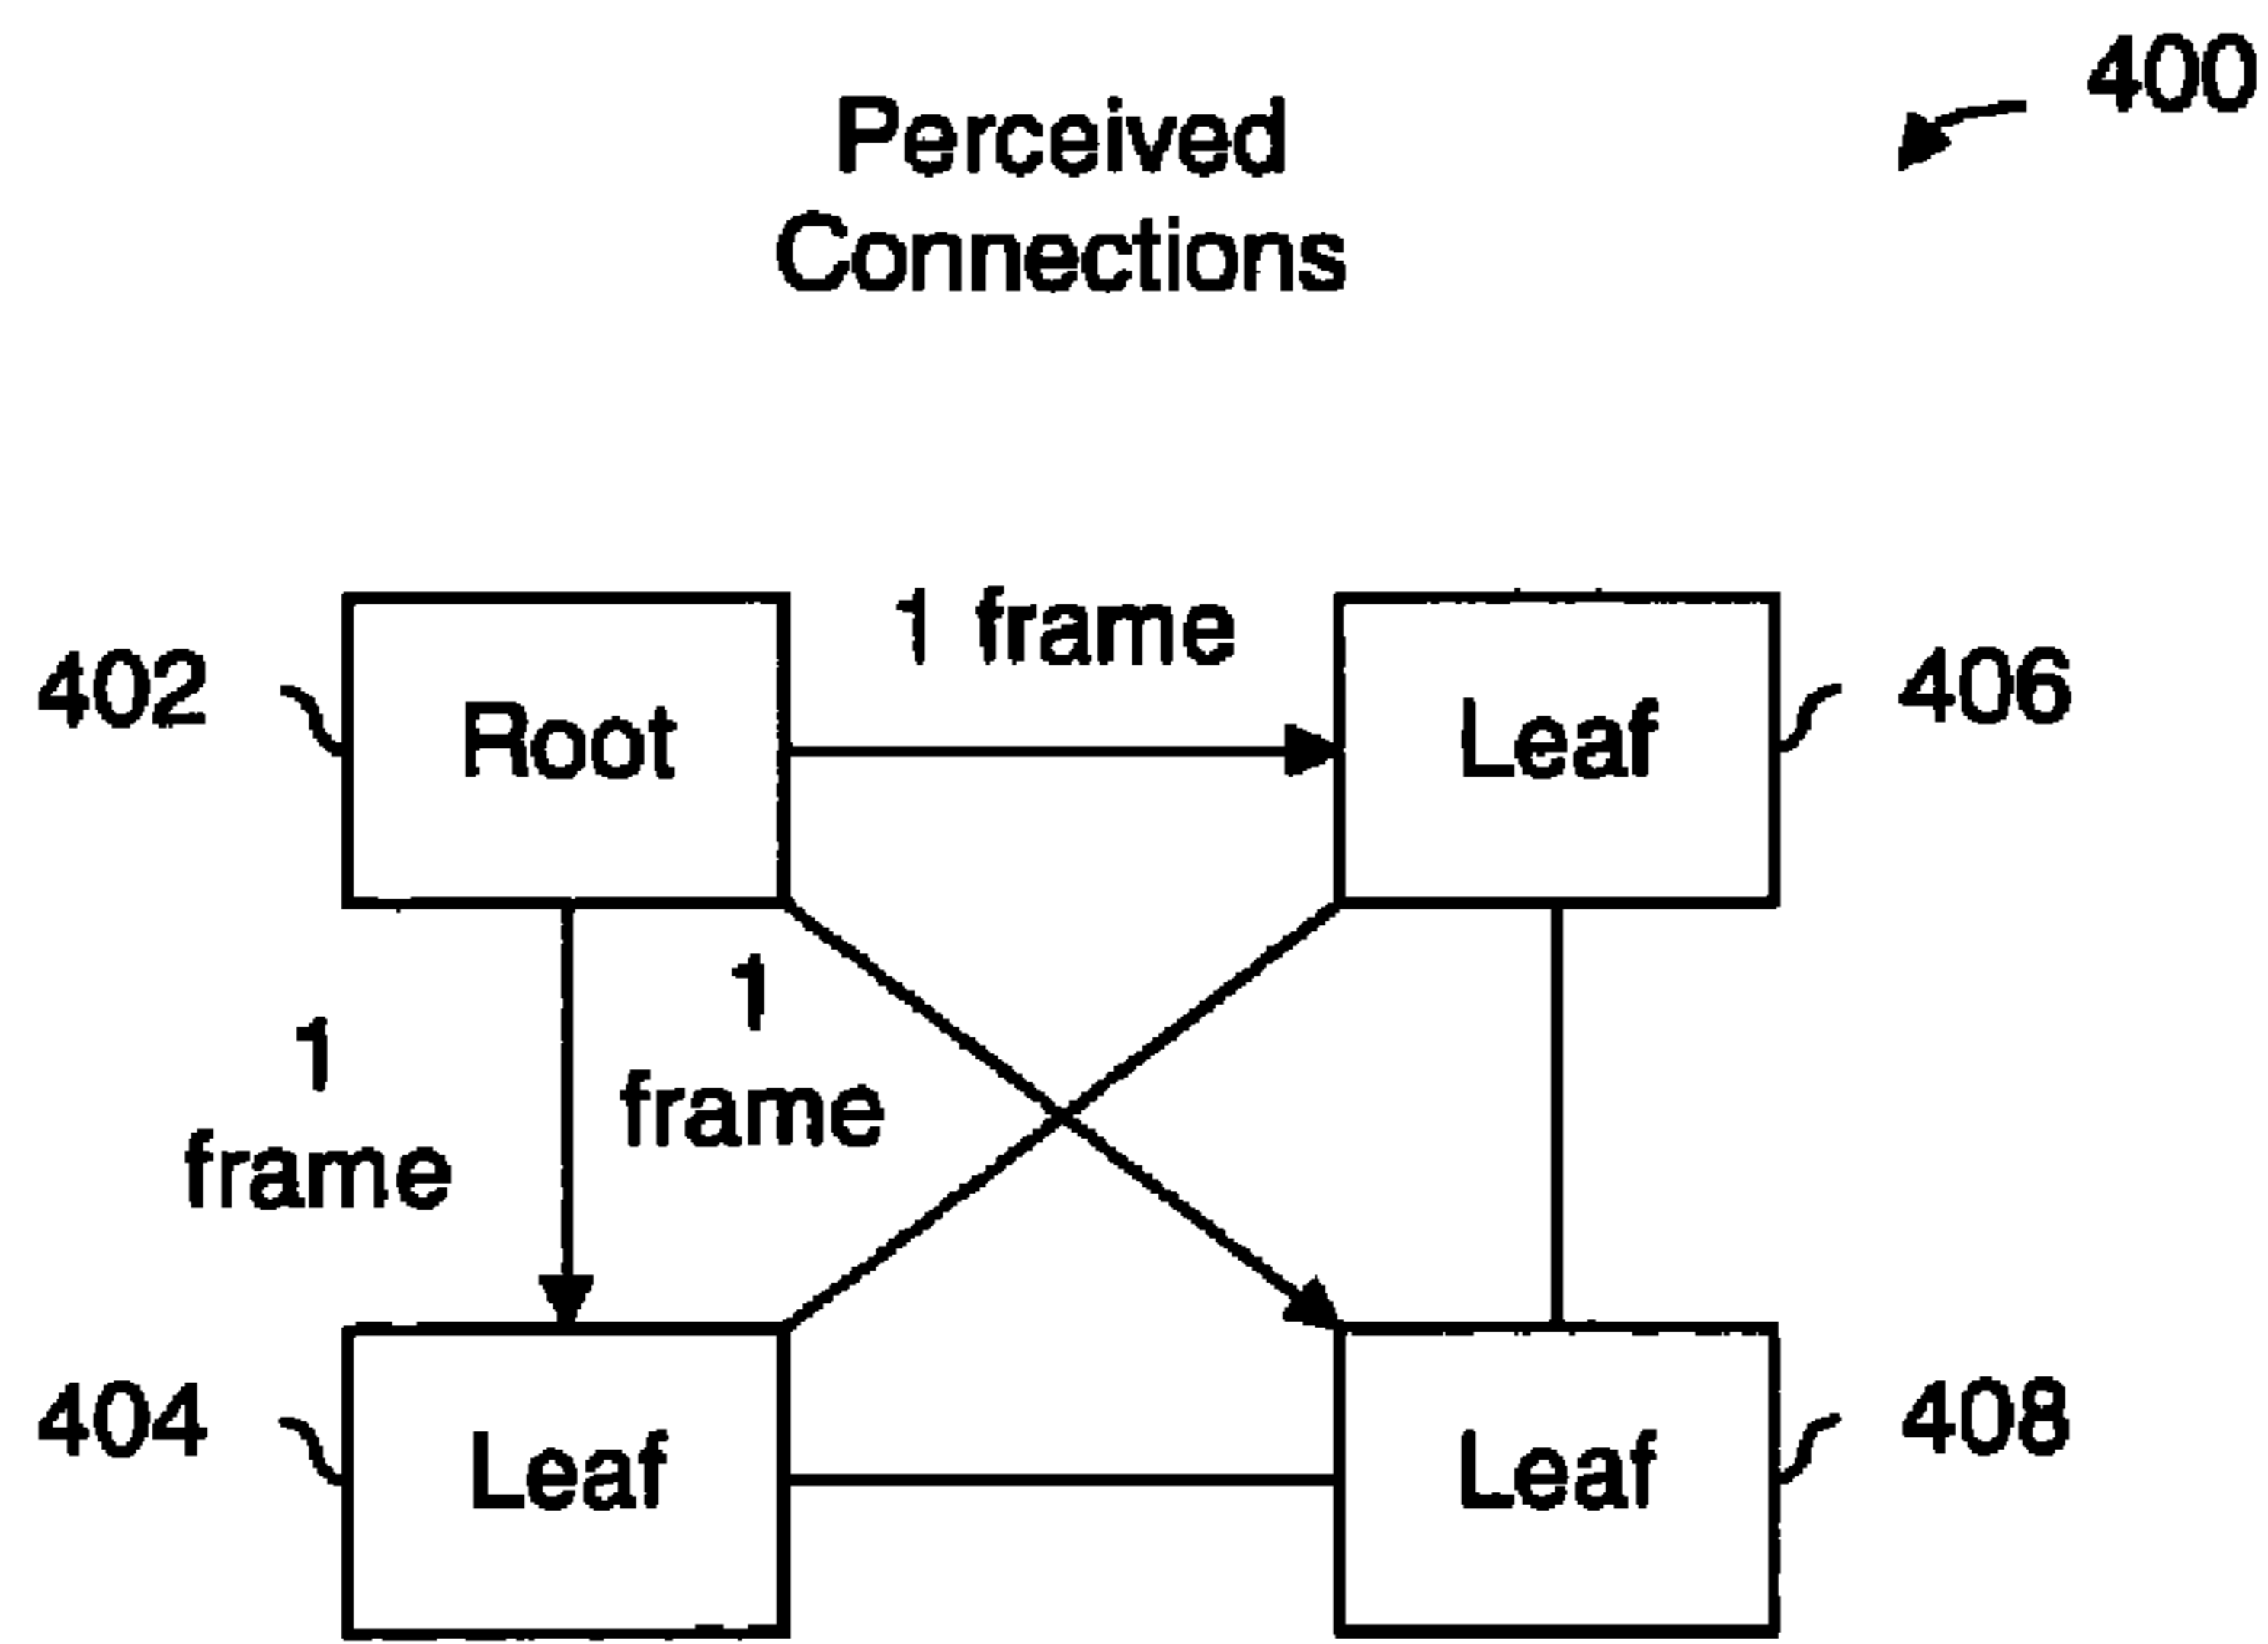 400
Perceived
Connections
1 frame
402
Root
Leaf
406
1
frame
1
frame
404
Leaf
Leaf
408